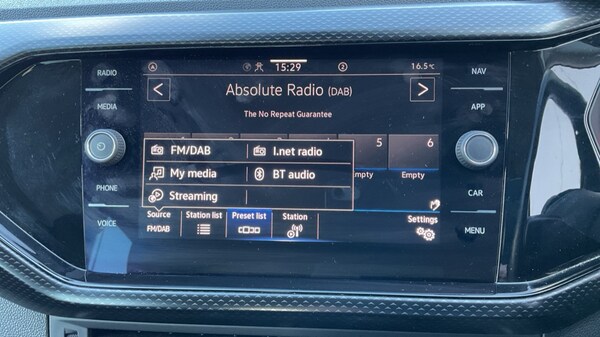 RADIO
MEDIA
PHONE
VOICE
15:29
2
16.5°C
Absolute Radio (DAB)
The No Repeat Guarantee
5 6
Empty
FM/DAB I.net radio
My media BT audio
Streaming
Source Station list Preset list Station Settings
FM/DAB
NAV
APP
CAR
MENU